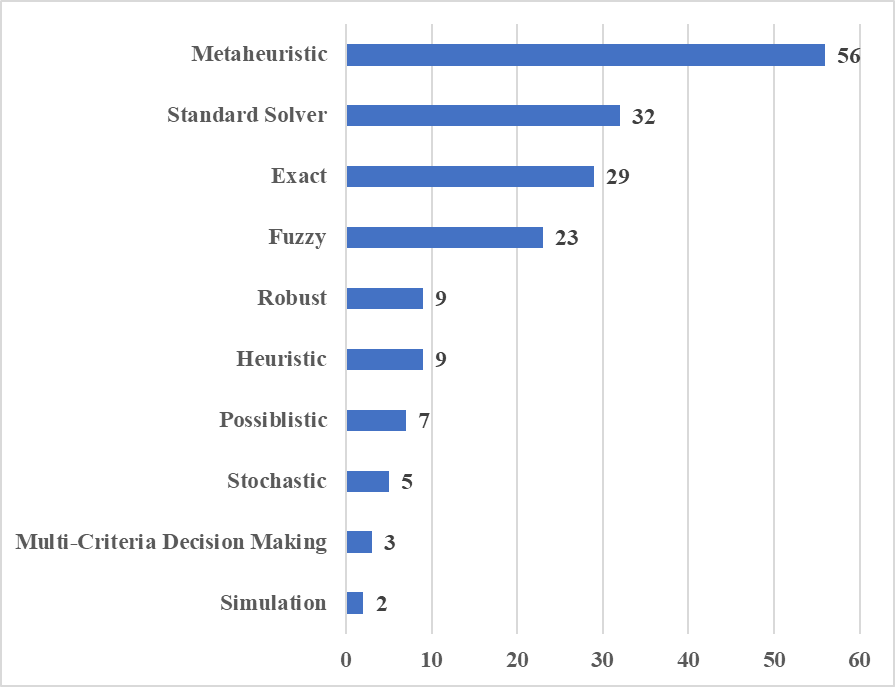 Metaheuristic 56
Standard Solver 32
Exact 29
Fuzzy 23
Robust 9
Heuristic 9
Possiblistic 7
Stochastic 5
Multi-Criteria Decision Making 3
Simulation 2
0 10 20 30 40 50 60